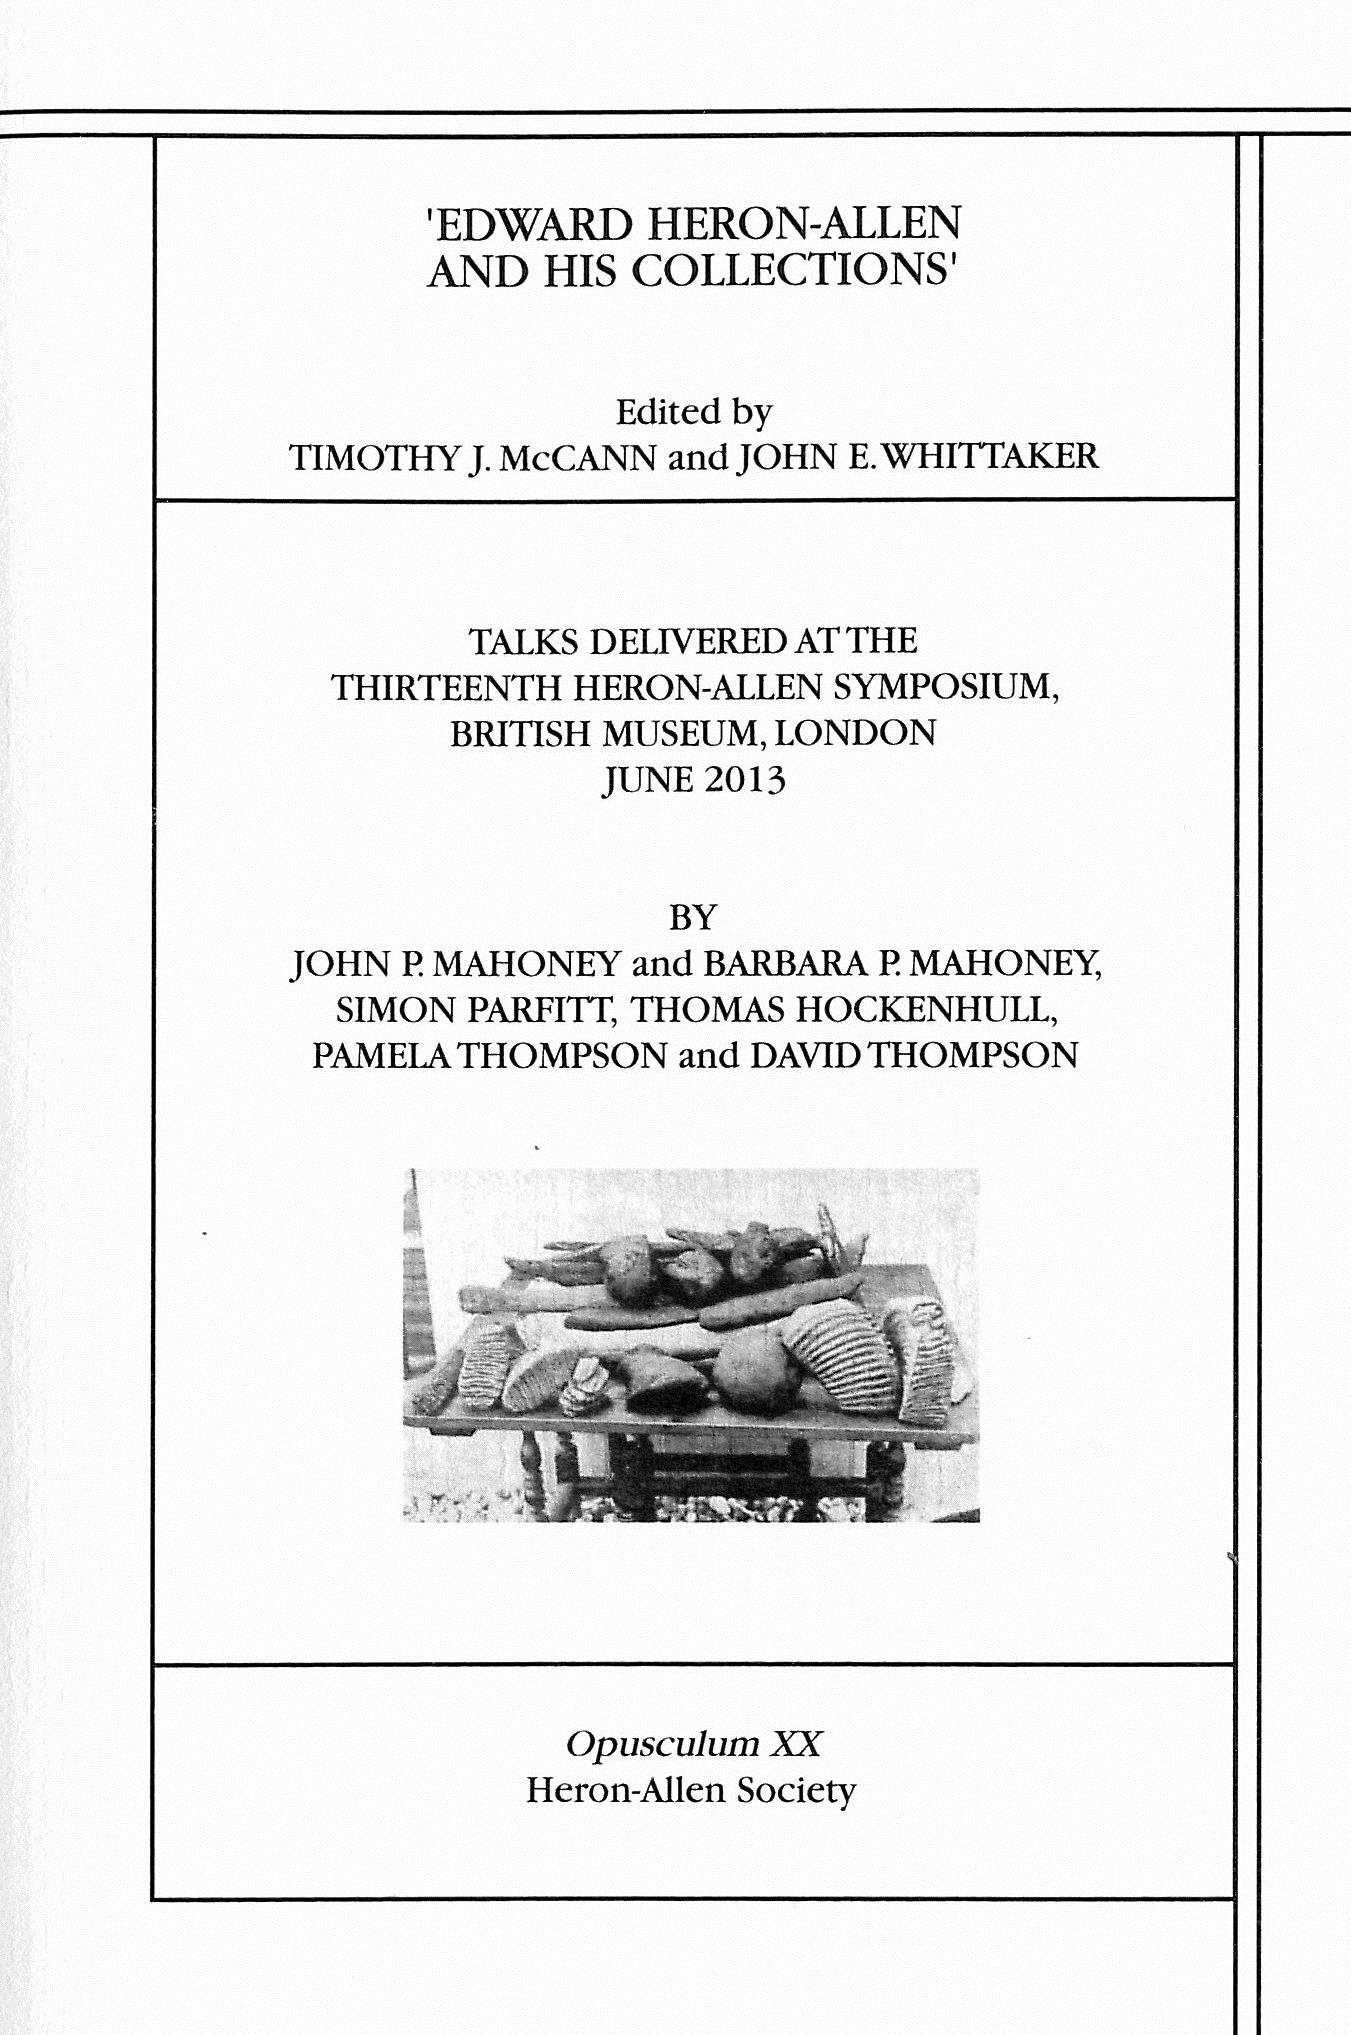 'EDWARD HERON-ALLEN
AND HIS COLLECTIONS'
Edited by
TIMOTHY J. McCANN and JOHN E. WHITTAKER
TALKS DELIVERED AT THE
THIRTEENTH HERON-ALLEN SYMPOSIUM,
BRITISH MUSEUM, LONDON
JUNE 2013
BY
JOHN P. MAHONEY and BARBARA P. MAHONEY,
SIMON PARFITT, THOMAS HOCKENHULL,
PAMELA THOMPSON and DAVID THOMPSON
Opusculum XX
Heron-Allen Society